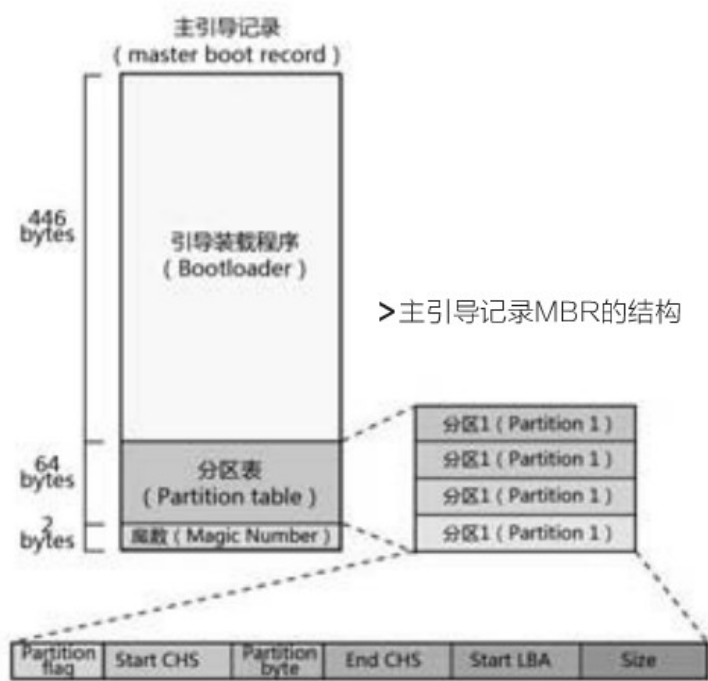 主引导记录
( master boot record )
446
bytes
引导装载程序
( Bootloader )
>主引导记录MBR的结构
64
bytes
分区表
( Partition table )
2
bytes
魔数 ( Magic Number )
分区1 ( Partition 1 )
分区1 ( Partition 1 )
分区1 ( Partition 1 )
分区1 ( Partition 1 )
Partition
flag
Start CHS
Partition
byte
End CHS
Start LBA
Size